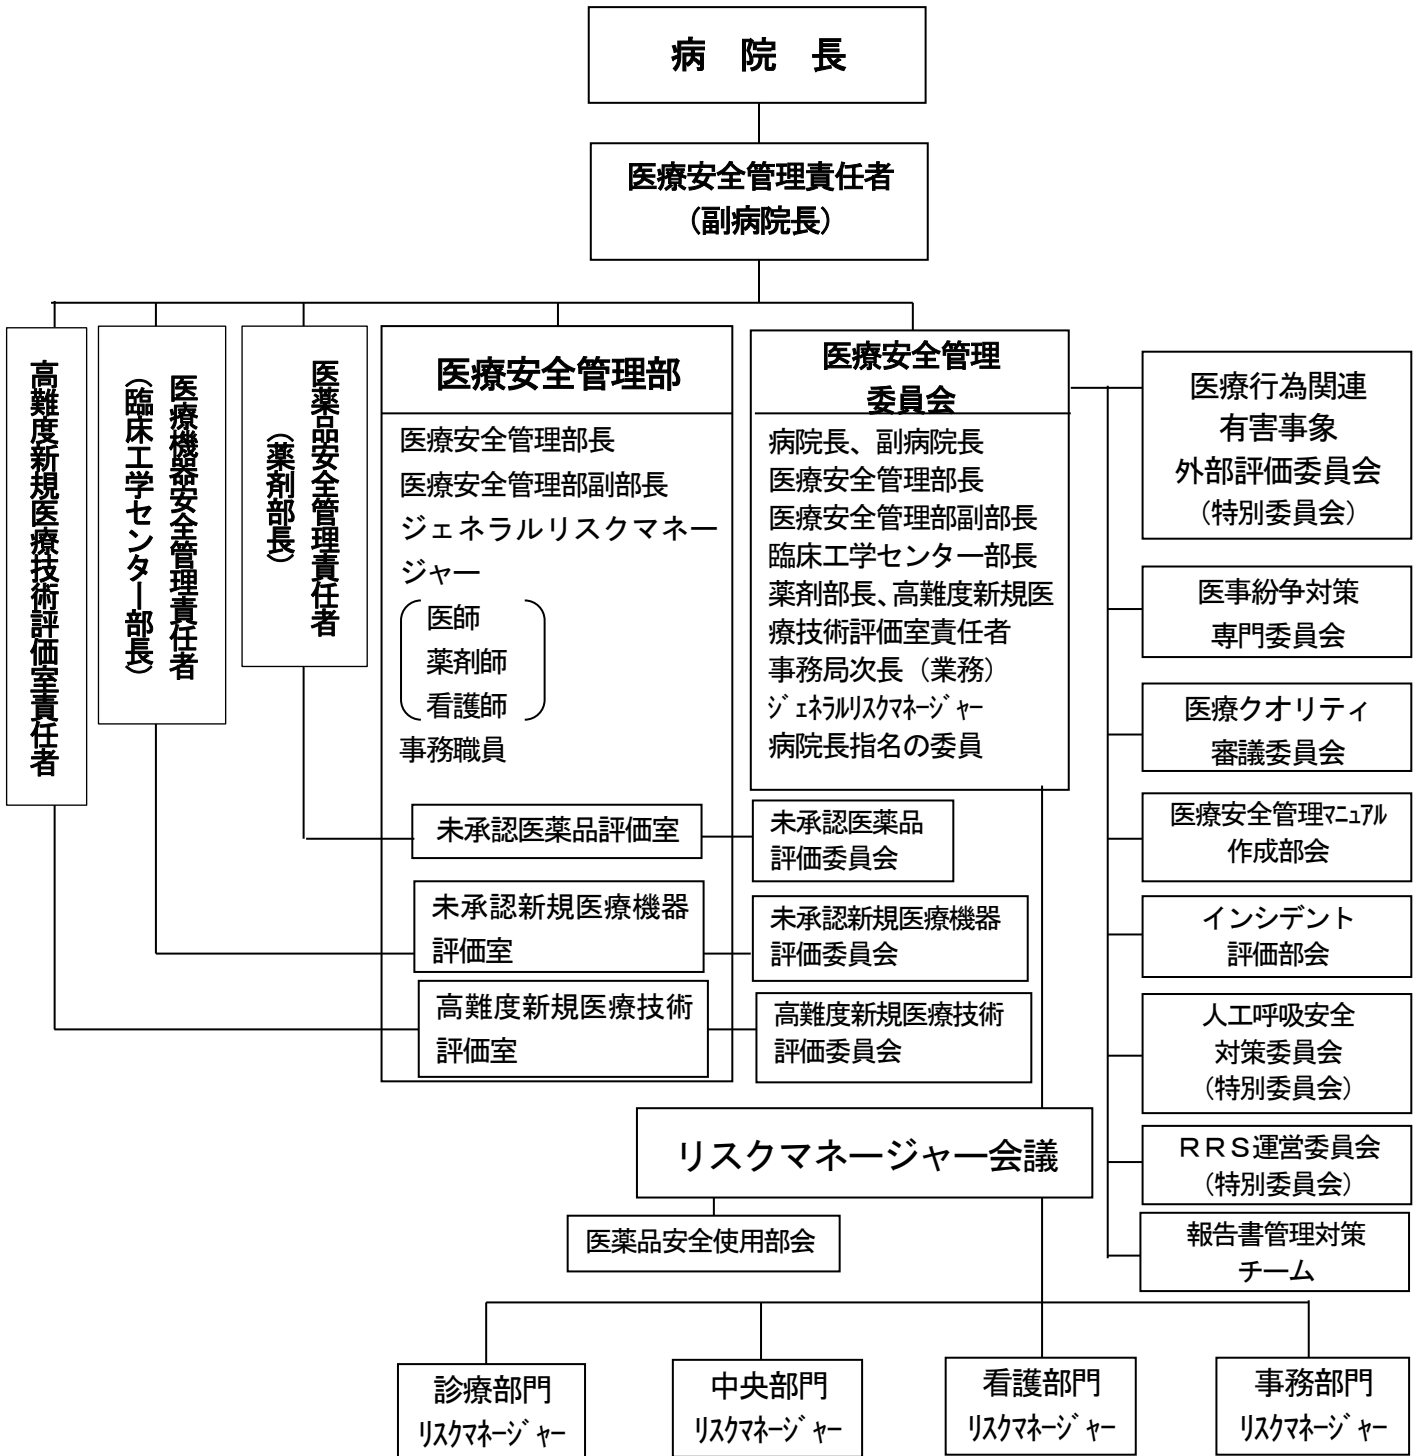 病　院　長
医療安全管理責任者
（副病院長）
高難度新規医療技術評価室責任者
医療機器安全管理責任者
（臨床工学センター部長）
医薬品安全管理責任者
（薬剤部長）
医療安全管理部
医療安全管理部長
医療安全管理部副部長
ジェネラルリスクマネー
ジャー
医師
薬剤師
看護師
事務職員
未承認医薬品評価室
未承認新規医療機器
評価室
高難度新規医療技術
評価室
医療安全管理
委員会
病院長、副病院長
医療安全管理部長
医療安全管理部副部長
臨床工学センター部長
薬剤部長、高難度新規医
療技術評価室責任者
事務局次長（業務）
ｼﾞｪﾈﾗﾙﾘｽｸﾏﾈｰｼﾞｬｰ
病院長指名の委員
未承認医薬品
評価委員会
未承認新規医療機器
評価委員会
高難度新規医療技術
評価委員会
医療行為関連
有害事象
外部評価委員会
（特別委員会）
医事紛争対策
専門委員会
医療クオリティ
審議委員会
医療安全管理ﾏﾆｭｱﾙ
作成部会
インシデント
評価部会
人工呼吸安全
対策委員会
（特別委員会）
ＲＲＳ運営委員会
（特別委員会）
報告書管理対策
チーム
リスクマネージャー会議
医薬品安全使用部会
診療部門
ﾘｽｸﾏﾈｰｼﾞｬｰ
中央部門
ﾘｽｸﾏﾈｰｼﾞｬｰ
看護部門
ﾘｽｸﾏﾈｰｼﾞｬｰ
事務部門
ﾘｽｸﾏﾈｰｼﾞｬｰ